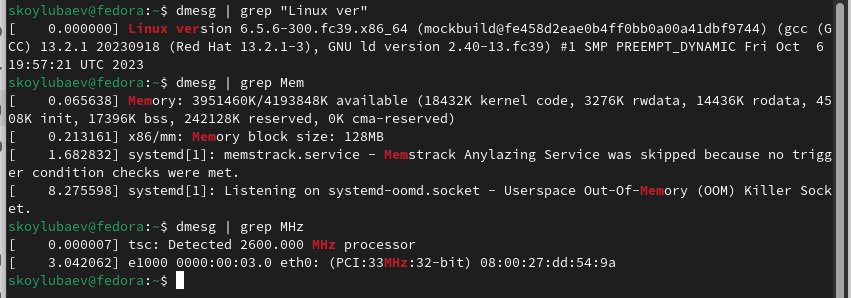 skoylubaev@fedora:~$ dmesg | grep "Linux ver"
[    0.000000] Linux version 6.5.6-300.fc39.x86_64 (mockbuild@fe458d2eae0b4ff0bb0a00a41dbf9744) (gcc (G
CC) 13.2.1 20230918 (Red Hat 13.2.1-3), GNU ld version 2.40-13.fc39) #1 SMP PREEMPT_DYNAMIC Fri Oct  6
19:57:21 UTC 2023
skoylubaev@fedora:~$ dmesg | grep Mem
[    0.065638] Memory: 3951460K/4193848K available (18432K kernel code, 3276K rwdata, 14436K rodata, 45
08K init, 17396K bss, 242128K reserved, 0K cma-reserved)
[    0.213161] x86/mm: Memory block size: 128MB
[    1.682832] systemd[1]: memstrack.service - Memstrack Anylazing Service was skipped because no trigg
er condition checks were met.
[    8.275598] systemd[1]: Listening on systemd-oomd.socket - Userspace Out-Of-Memory (OOM) Killer Sock
et.
skoylubaev@fedora:~$ dmesg | grep MHz
[    0.000007] tsc: Detected 2600.000 MHz processor
[    3.042062] e1000 0000:00:03.0 eth0: (PCI:33MHz:32-bit) 08:00:27:dd:54:9a
skoylubaev@fedora:~$